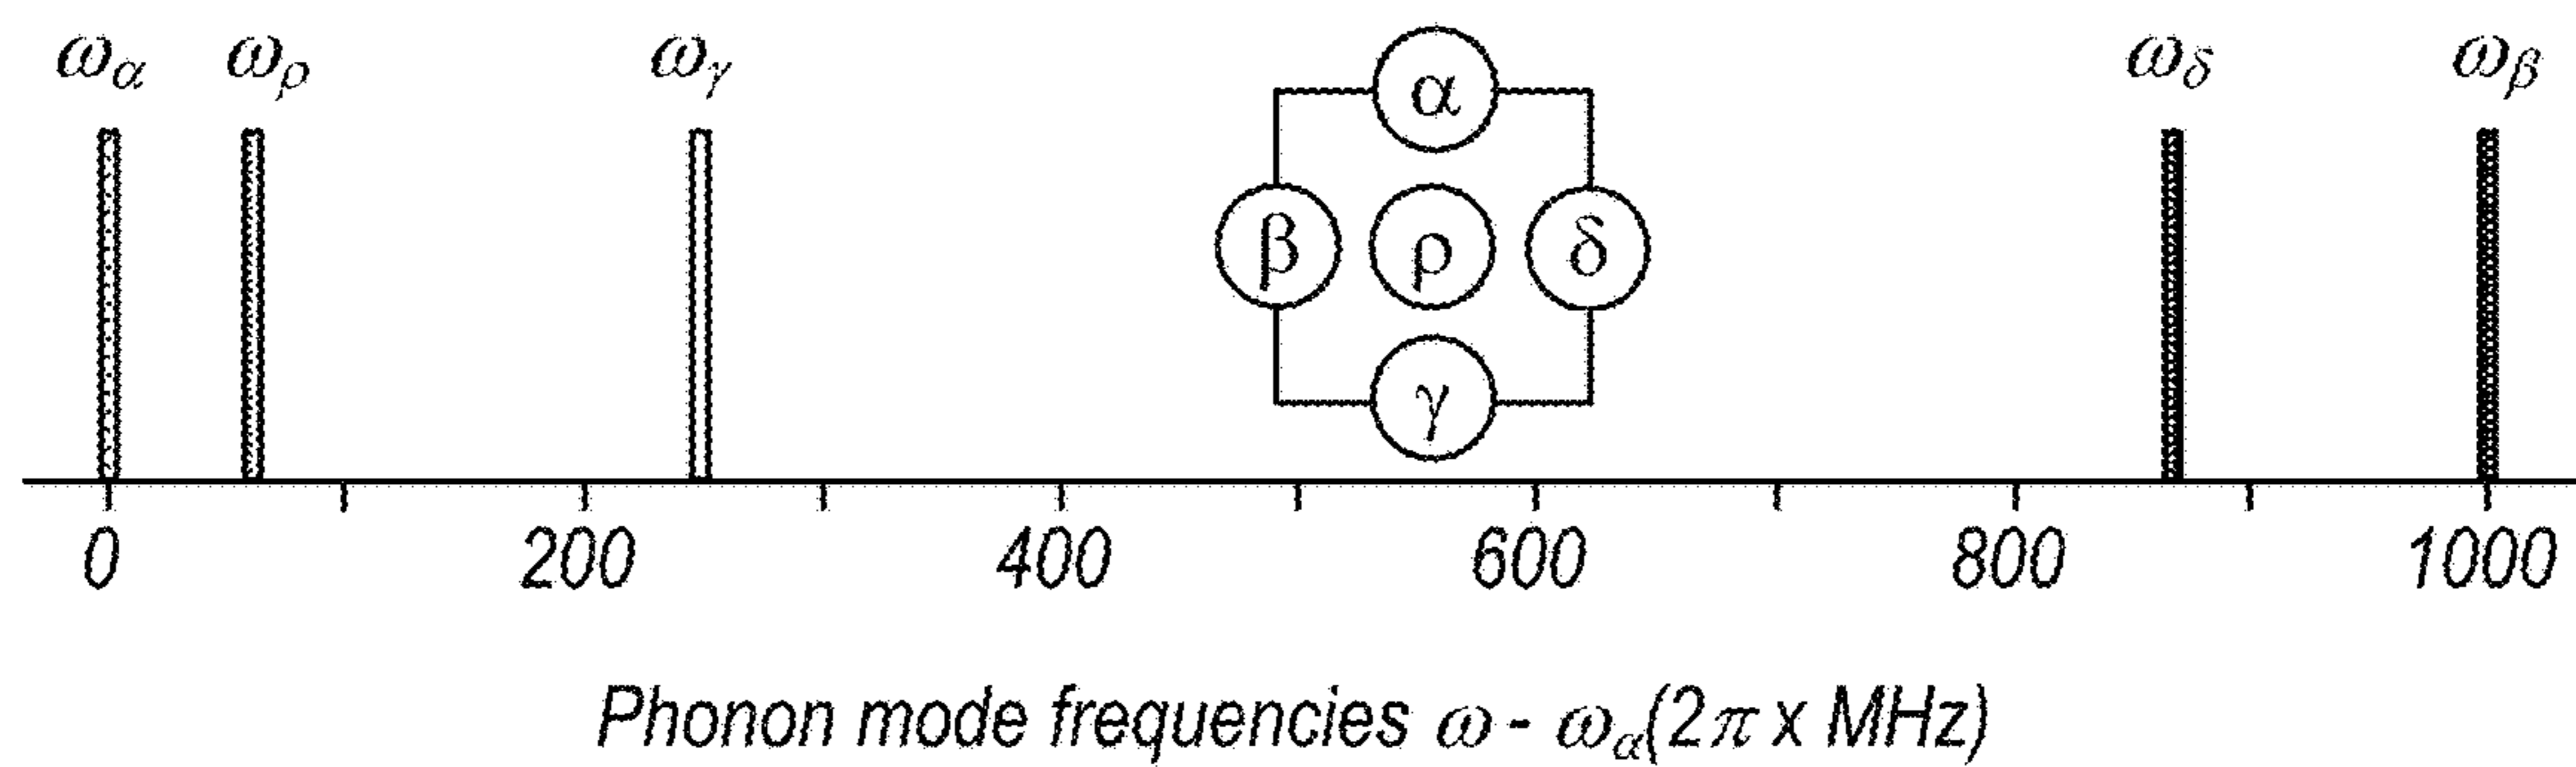 ωα ωρ ωγ ωδ ωβ
α
β ρ δ
γ
0 200 400 600 800 1000
Phonon mode frequencies ω - ωα(2π x MHz)